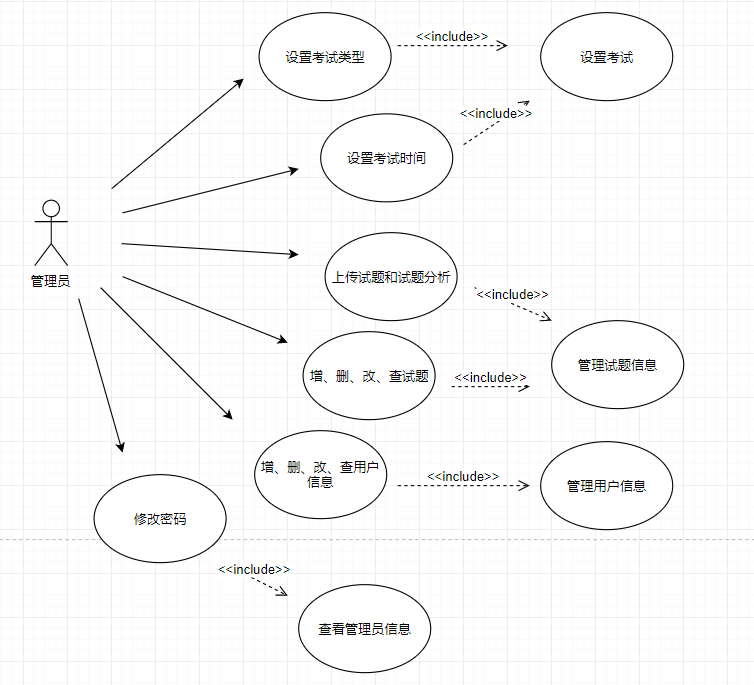 <<include>>
设置考试类型
设置考试
<<include>>
设置考试时间
管理员
上传试题和试题分析
<<include>>
管理试题信息
增、删、改、查试题
<<include>>
增、删、改、查用户
信息
<<include>>
管理用户信息
修改密码
<<include>>
查看管理员信息